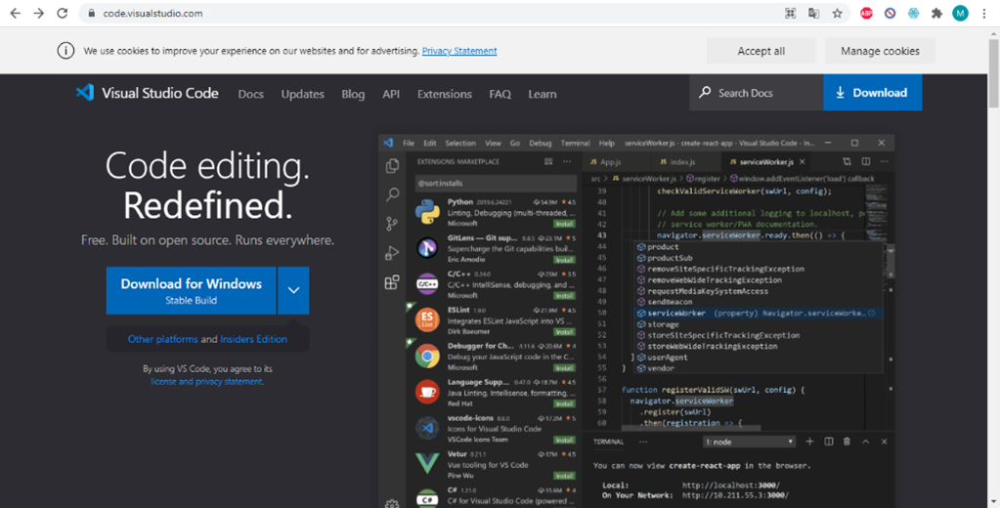 code.visualstudio.com
ABP
M
We use cookies to improve your experience on our websites and for advertising. Privacy Statement
Accept all
Manage cookies
Visual Studio Code
Docs
Updates
Blog
API
Extensions
FAQ
Learn
Search Docs
Download
Code editing.
Redefined.
Free. Built on open source. Runs everywhere.
Download for Windows
Stable Build
Other platforms and Insiders Edition
By using VS Code, you agree to its
license and privacy statement.
File Edit Selection View Go Debug Terminal Help serviceWorker.js - create-react-app - Visual Studio Code - In...
EXTENSIONS: MARKETPLACE
@sort:installs
Python 2019.6.24221 54.9M 4.5
Linting, Debugging (multi-threaded, ...
Microsoft Install
GitLens — Git sup... 9.8.5 23.1M 5
Supercharge the Git capabilities buil...
Eric Amodio Install
C/C++ 0.24.0 23M 3.5
C/C++ IntelliSense, debugging, and ...
Microsoft Install
ESLint 1.9.0 21.9M 4.5
Integrates ESLint JavaScript into VS ...
Dirk Baeumer Install
Debugger for Ch... 4.11.6 20.6M 4
Debug your JavaScript code in the C...
Microsoft Install
Language Supp... 0.47.0 18.7M 4.5
Java Linting, Intellisense, formatting, ...
Red Hat Install
vscode-icons 8.8.0 17.2M 5
Icons for Visual Studio Code
VSCode Icons Team Install
Vetur 0.21.1 17M 4.5
Vue tooling for VS Code
Pine Wu Install
C# 1.21.0 15.6M 4
C# for Visual Studio Code (powered ...
App.js
index.js
serviceWorker.js
src > serviceWorker.js > register > window.addEventListener('load') callback
39 checkValidServiceWorker(swUrl, config);
40
41 // Add some additional logging to localhost, p
42 // service worker/PWA documentation.
43 navigator.serviceWorker.ready.then(() => {
44 product
45 productSub
46 removeSiteSpecificTrackingException
47 removeWebWideTrackingException
48 requestMediaKeySystemAccess
49 sendBeacon
50 serviceWorker (property) Navigator.serviceWorke...
51 storage
52 storeSiteSpecificTrackingException
53 storeWebWideTrackingException
54 } userAgent
55 } vendor
56
57 function registerValidSW(swUrl, config) {
58 navigator.serviceWorker
59 .register(swUrl)
60 .then(registration => {
TERMINAL ... 1: node
You can now view create-react-app in the browser.
Local: http://localhost:3000/
On Your Network: http://10.211.55.3:3000/